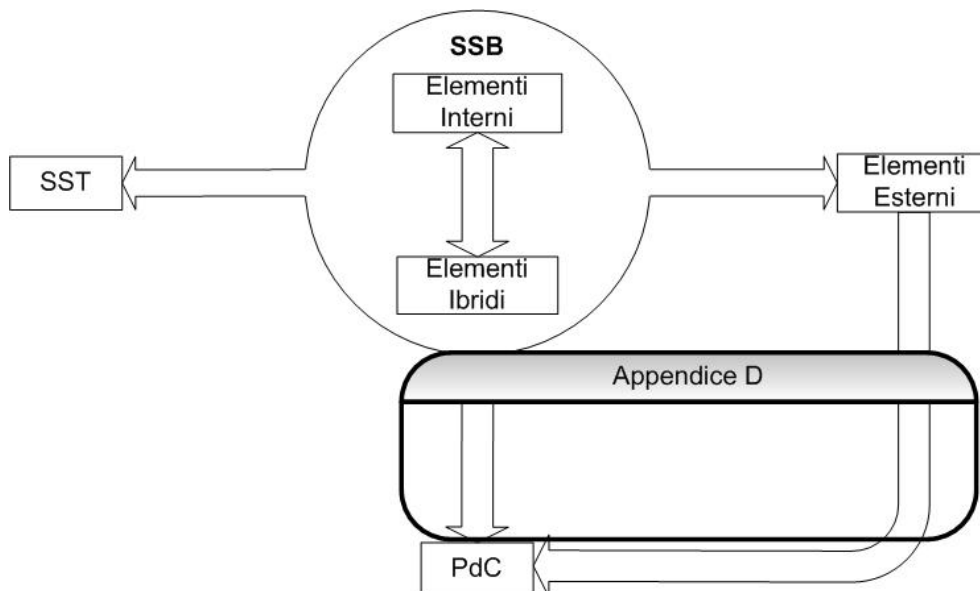 SSB
Elementi
Interni
SST
Elementi
Esterni
Elementi
Ibridi
Appendice D
PdC